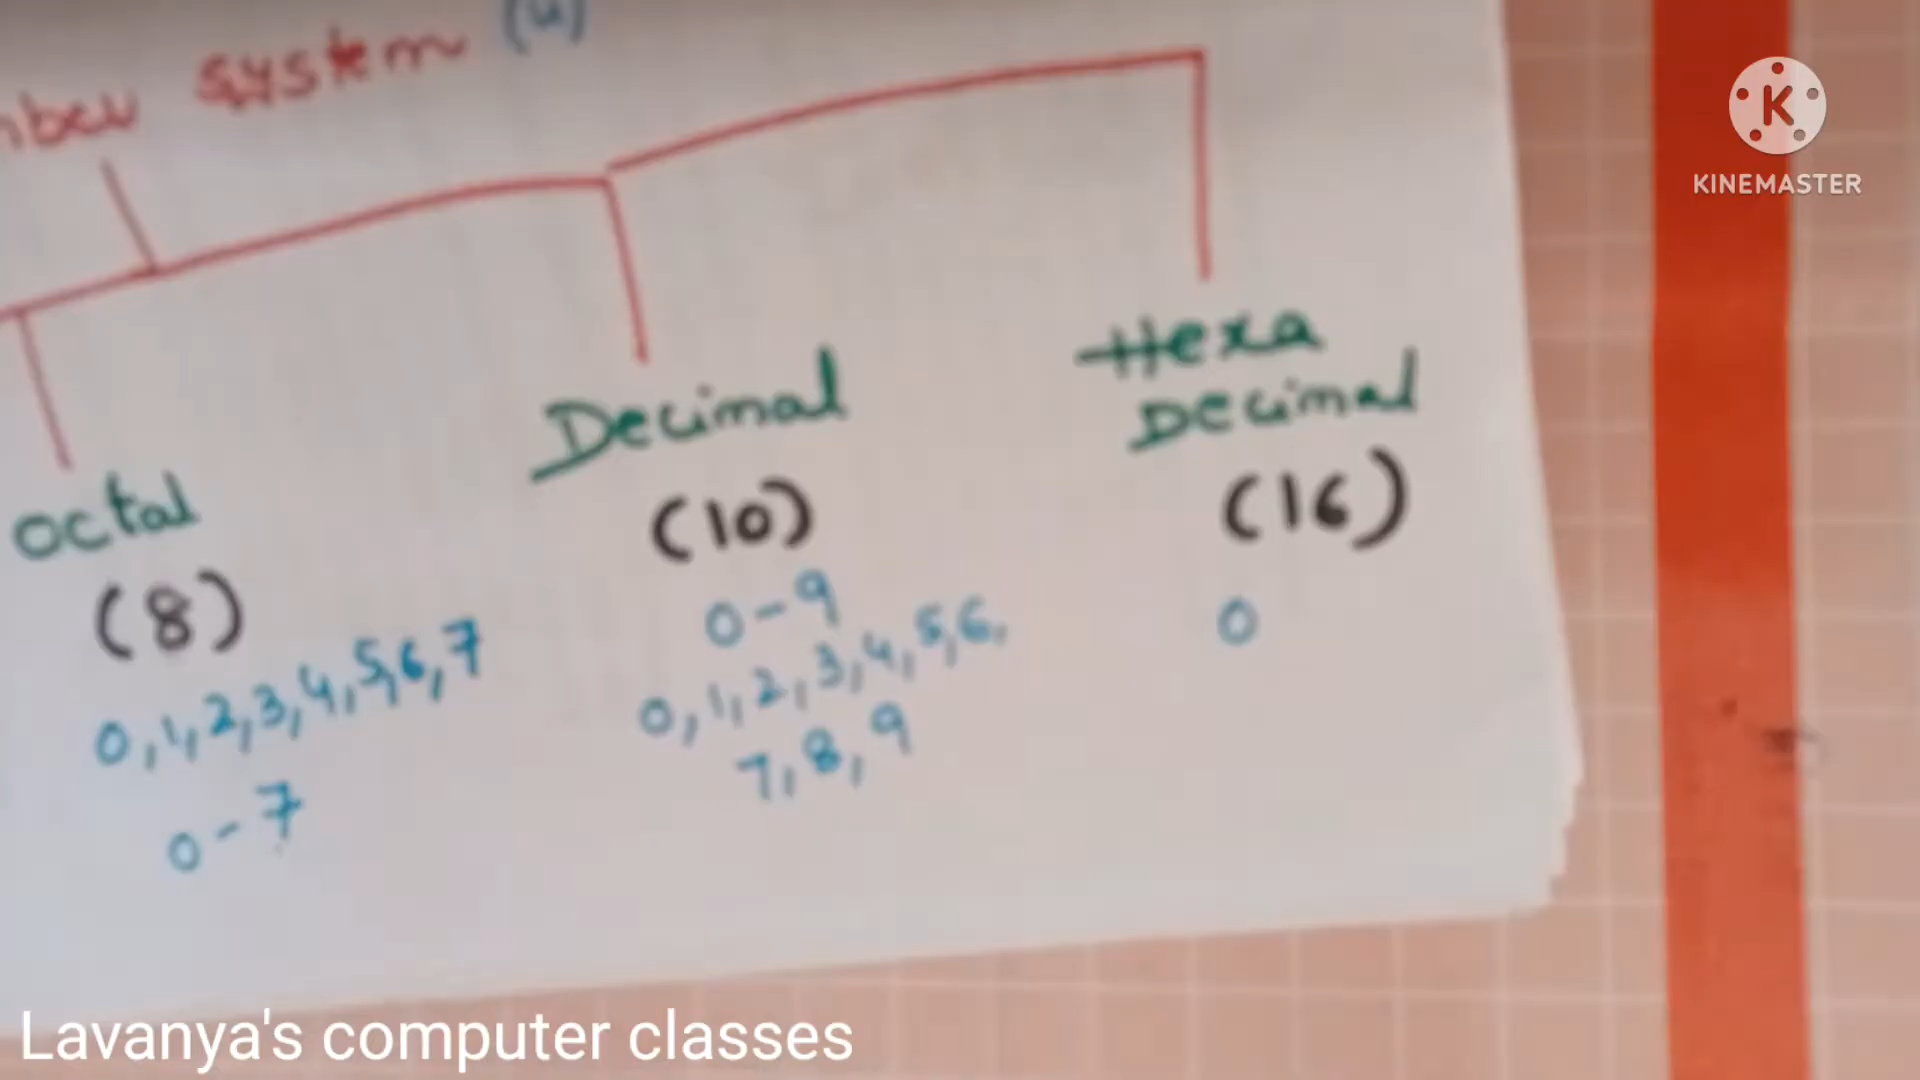 system (4)
octal
(8)
0,1,2,3,4,5,6,7
0-7
Decimal
(10)
0-9
0,1,2,3,4,5,6,
7,8,9
Hexa
Decimal
(16)
0
K
KINEMASTER
Lavanya's computer classes